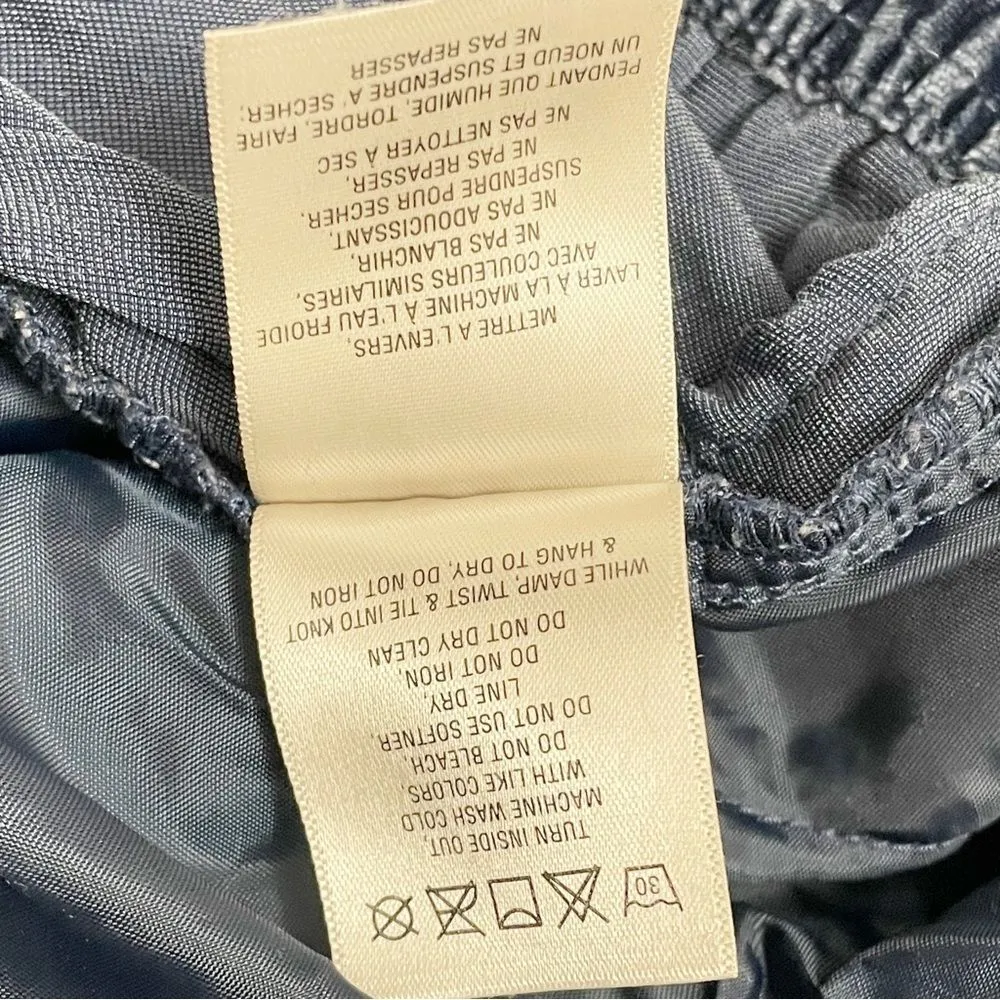 30
TURN INSIDE OUT,
MACHINE WASH COLD
WITH LIKE COLORS
DO NOT BLEACH,
DO NOT USE SOFTNER,
LINE DRY,
DO NOT IRON,
DO NOT DRY CLEAN
WHILE DAMP, TWIST & TIE INTO KNOT
& HANG TO DRY, DO NOT IRON
METTRE A L'ENVERS,
LAVER À LA MACHINE À L'EAU FROIDE
AVEC COULEURS SIMILAIRES,
NE PAS BLANCHIR,
NE PAS ADOUCISSANT,
SUSPENDRE POUR SECHER,
NE PAS REPASSER,
NE PAS NETTOYER À SEC
PENDANT QUE HUMIDE, TORDRE, FAIRE
UN NOEUD ET SUSPENDRE A' SECHER,
NE PAS REPASSER